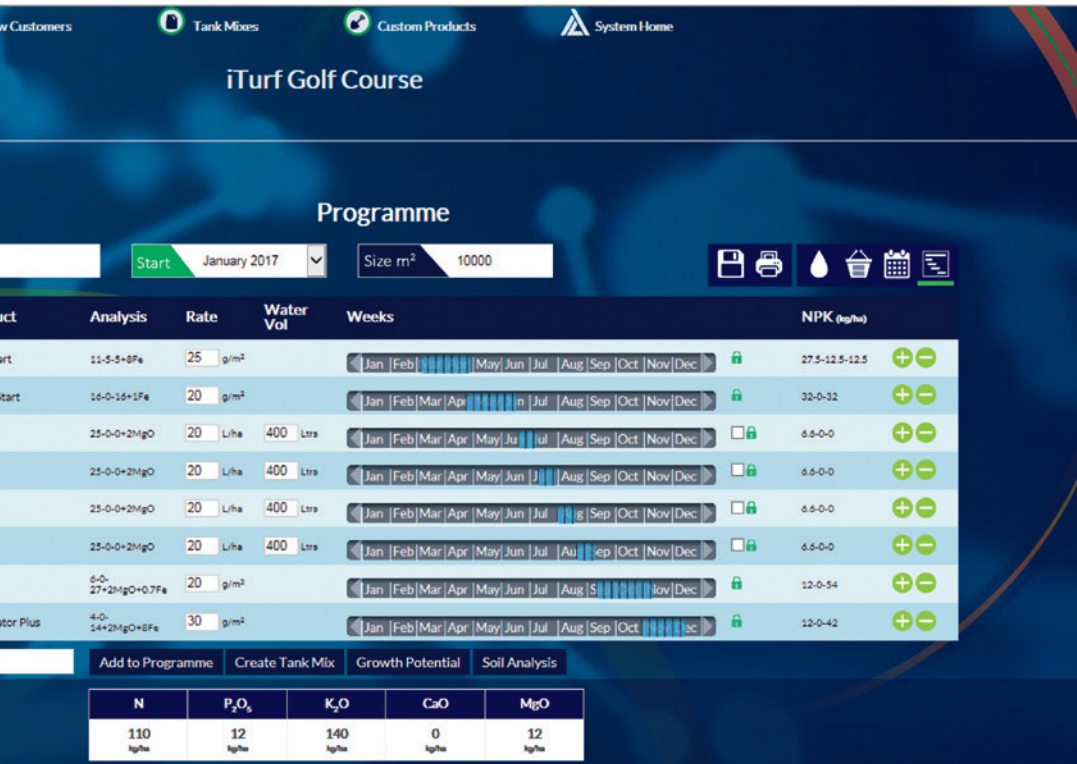 w Customers
Tank Mixes
Custom Products
System Home
iTurf Golf Course
Programme
Start January 2017
Size m² 10000
uct Analysis Rate Water Vol Weeks NPK (kg/ha)
art 11-5-5+8Fe 25 g/m² Jan Feb May Jun Jul Aug Sep Oct Nov Dec 27.5-12.5-12.5
Start 16-0-16+1Fe 20 g/m² Jan Feb Mar Ap n Jul Aug Sep Oct Nov Dec 32-0-32
25-0-0+2MgO 20 L/ha 400 Ltrs Jan Feb Mar Apr May Ju ul Aug Sep Oct Nov Dec 6.6-0-0
25-0-0+2MgO 20 L/ha 400 Ltrs Jan Feb Mar Apr May Jun J Aug Sep Oct Nov Dec 6.6-0-0
25-0-0+2MgO 20 L/ha 400 Ltrs Jan Feb Mar Apr May Jun Jul g Sep Oct Nov Dec 6.6-0-0
25-0-0+2MgO 20 L/ha 400 Ltrs Jan Feb Mar Apr May Jun Jul Au ep Oct Nov Dec 6.6-0-0
6-0-27+2MgO+0.7Fe 20 g/m² Jan Feb Mar Apr May Jun Jul Aug S lov Dec 12-0-54
ator Plus 4-0-14+2MgO+8Fe 30 g/m² Jan Feb Mar Apr May Jun Jul Aug Sep Oct ec 12-0-42
Add to Programme Create Tank Mix Growth Potential Soil Analysis
N P₂O₅ K₂O CaO MgO
110 12 140 0 12
kg/ha kg/ha kg/ha kg/ha kg/ha